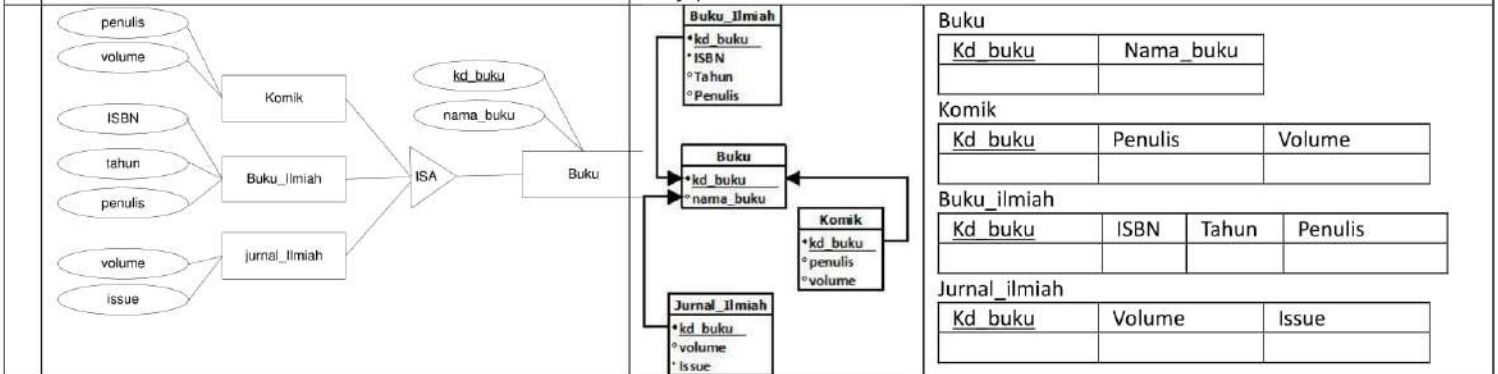 penulis
volume
Komik
ISBN
tahun
penulis
Buku_Ilmiah
volume
issue
jurnal_Ilmiah
ISA
kd_buku
nama_buku
Buku
Buku_Ilmiah
kd_buku
ISBN
Tahun
Penulis
Buku
kd_buku
nama_buku
Komik
kd_buku
penulis
volume
Jurnal_Ilmiah
kd_buku
volume
Issue
Buku
Kd_buku Nama_buku
Komik
Kd_buku Penulis Volume
Buku_ilmiah
Kd_buku ISBN Tahun Penulis
Jurnal_ilmiah
Kd_buku Volume Issue